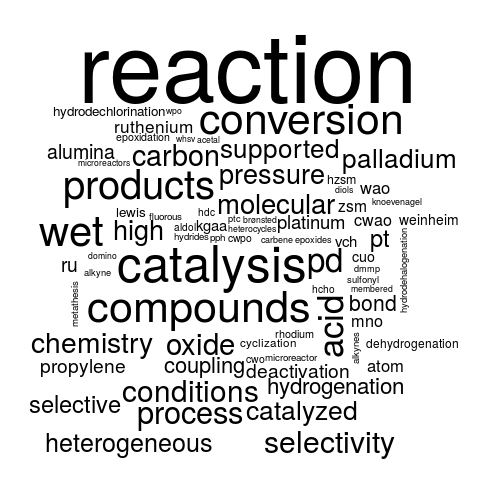 reaction
hydrodechlorination wpo
ruthenium conversion
epoxidation whsv acetal
alumina carbon supported palladium
microreactors
products pressure hzsm wao
diols knoevenagel
molecular zsm
lewis fluorous hdc ptc brønsted platinum cwao weinheim
wet high aldol kgaa heterocycles
hydrides pph cwpo carbene epoxides vch pt
domino catalysis pd cuo
ru alkyne dmmp hydrodehalogenation
sulfonyl
metathesis compounds hcho membered
acid bond
mno
rhodium alkynes
chemistry oxide cyclization dehydrogenation
cwo microreactor
propylene coupling deactivation atom
conditions hydrogenation
selective process catalyzed
heterogeneous selectivity